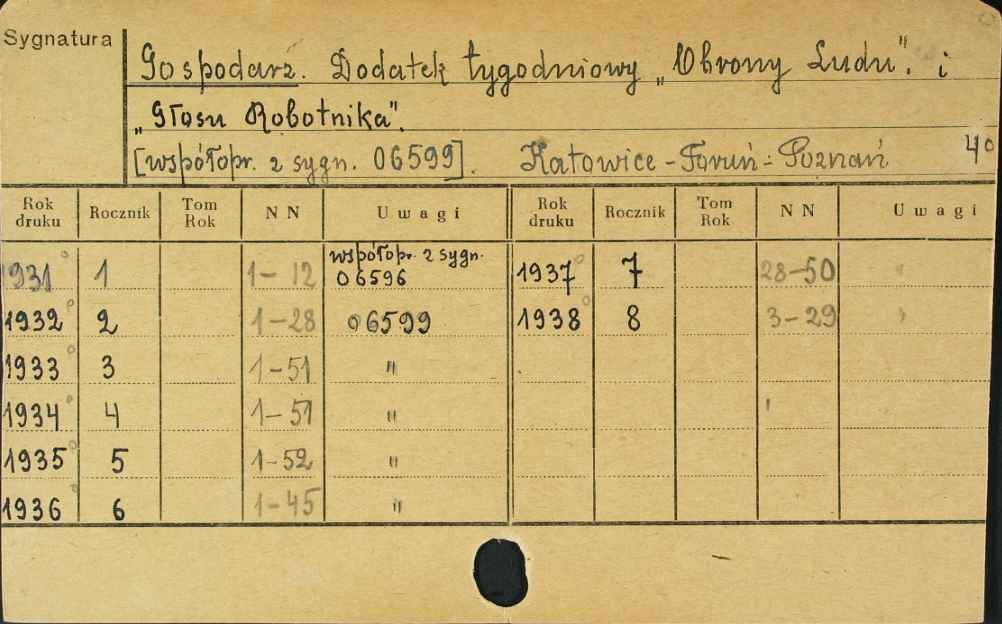 Sygnatura
Gospodarz. Dodatek tygodniowy „Obrony Ludu". i
„Głosu Robotnika".
[współopr. z sygn. 06599]. Katowice - Toruń - Poznań 4°
Rok druku Rocznik Tom Rok NN Uwagi Rok druku Rocznik Tom Rok NN Uwagi
1931° 1 1-12 współopr. z sygn. 06596 1937° 7 28-50 "
1932° 2 1-28 06599 1938° 8 3-29 "
1933° 3 1-51 "
1934° 4 1-51 "
1935° 5 1-52 "
1936° 6 1-45 "